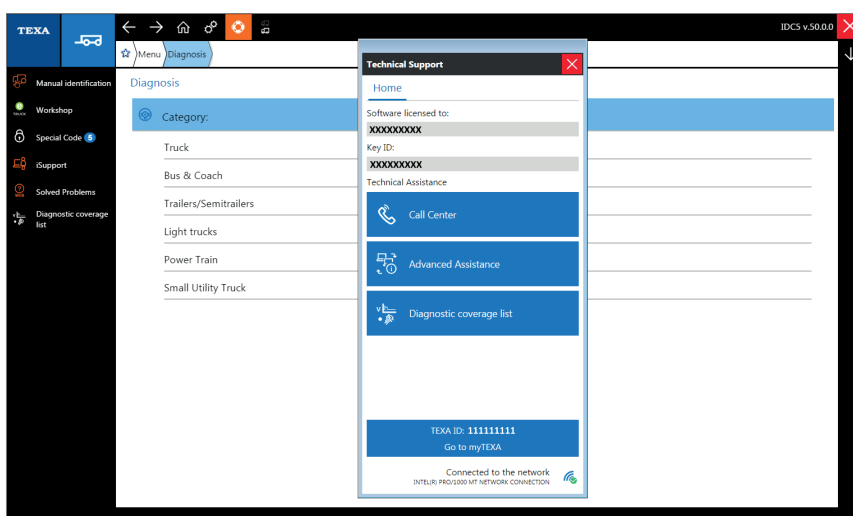 TEXA
IDC5 v.50.0.0
Menu
Diagnosis
Manual identification
Workshop
TRUCK
Special Code 5
iSupport
Solved Problems
Diagnostic coverage
list
Diagnosis
Category:
Truck
Bus & Coach
Trailers/Semitrailers
Light trucks
Power Train
Small Utility Truck
Technical Support
Home
Software licensed to:
XXXXXXXXX
Key ID:
XXXXXXXXX
Technical Assistance
Call Center
Advanced Assistance
Diagnostic coverage list
TEXA ID: 111111111
Go to myTEXA
Connected to the network
INTEL(R) PRO/1000 MT NETWORK CONNECTION